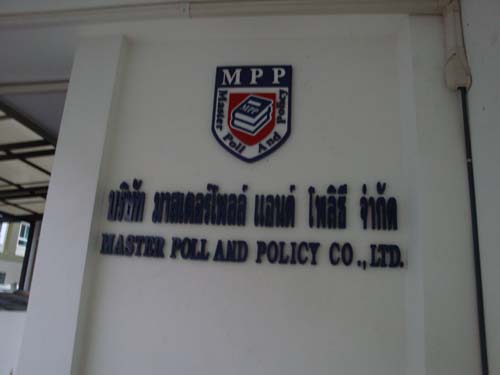 MPP
MPP
Master Poll And Policy
บริษัท มาสเตอร์โพลล์ แอนด์ โพลิซี จำกัด
MASTER POLL AND POLICY CO.,LTD.